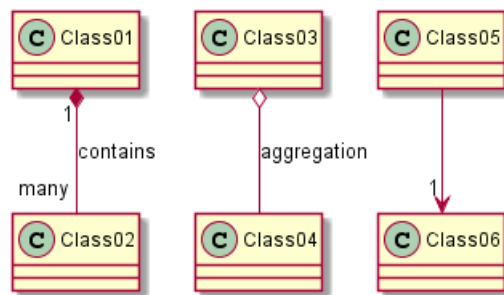 C Class01
C Class03
C Class05
1
contains
aggregation
many
1
C Class02
C Class04
C Class06